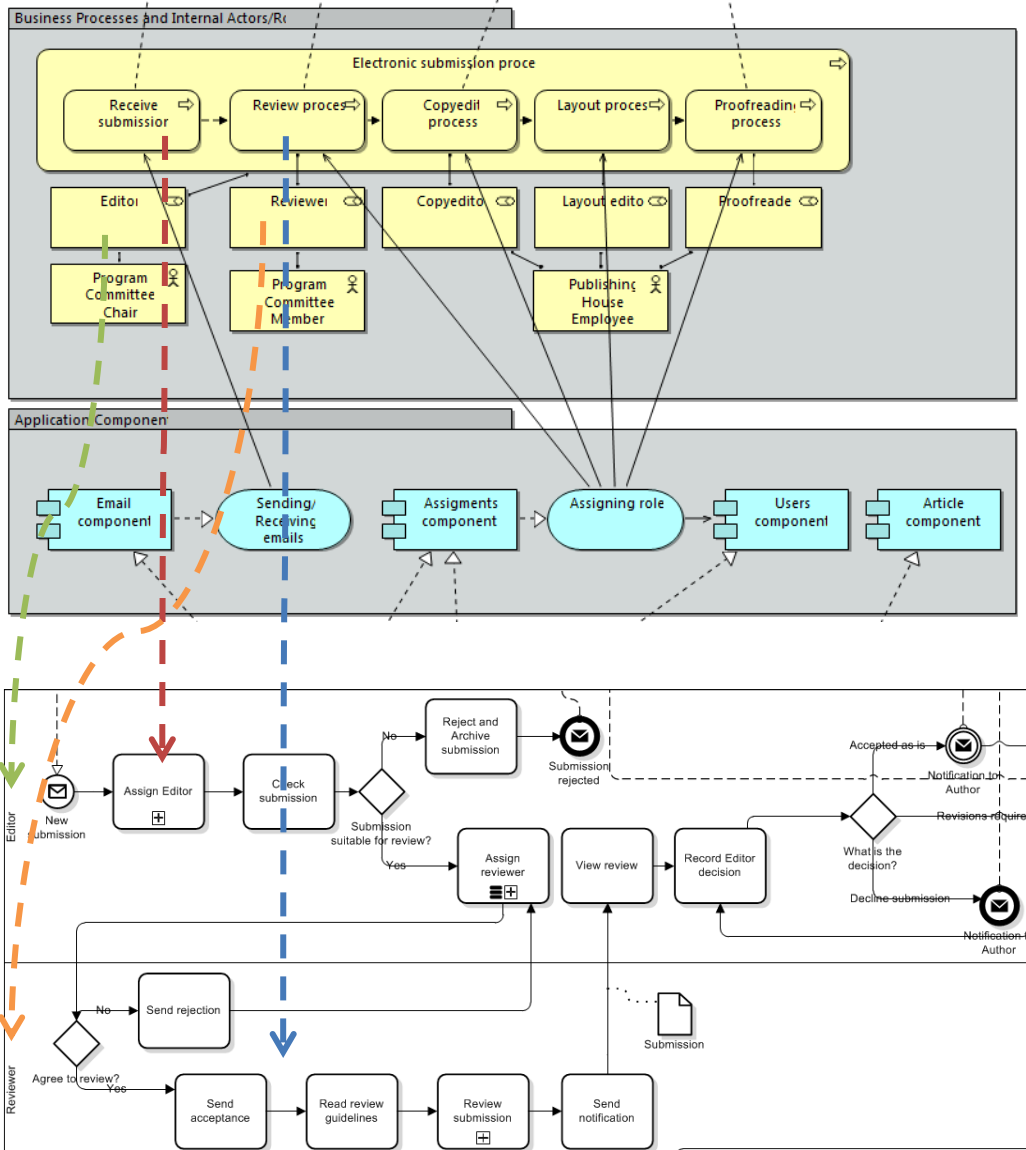 Business Processes and Internal Actors/Ro
Electronic submission proce
Receive
submission
Review proces
Copyedit
process
Layout proces
Proofreading
process
Editor
Reviewer
Copyedito
Layout edito
Proofreade
Program
Committee
Chair
Program
Committee
Member
Publishing
House
Employee
Application Component
Email
component
Sending/
Receiving
emails
Assigments
component
Assigning role
Users
component
Article
component
Editor
New
submission
Assign Editor
Check
submission
Submission
suitable for review?
No
Reject and
Archive
submission
Submission
rejected
Yes
Assign
reviewer
View review
Record Editor
decision
What is the
decision?
Accepted as is
Notification to
Author
Revisions require
Decline submission
Notification t
Author
Reviewer
Agree to review?
No
Send rejection
Yes
Send
acceptance
Read review
guidelines
Review
submission
Send
notification
Submission